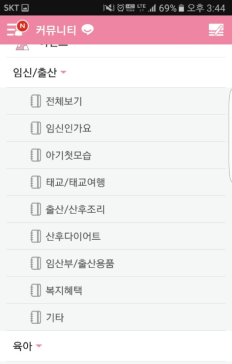 SKT 69% 오후 3:44
N 커뮤니티
임신/출산
전체보기
임신인가요
아기첫모습
태교/태교여행
출산/산후조리
산후다이어트
임산부/출산용품
복지혜택
기타
육아